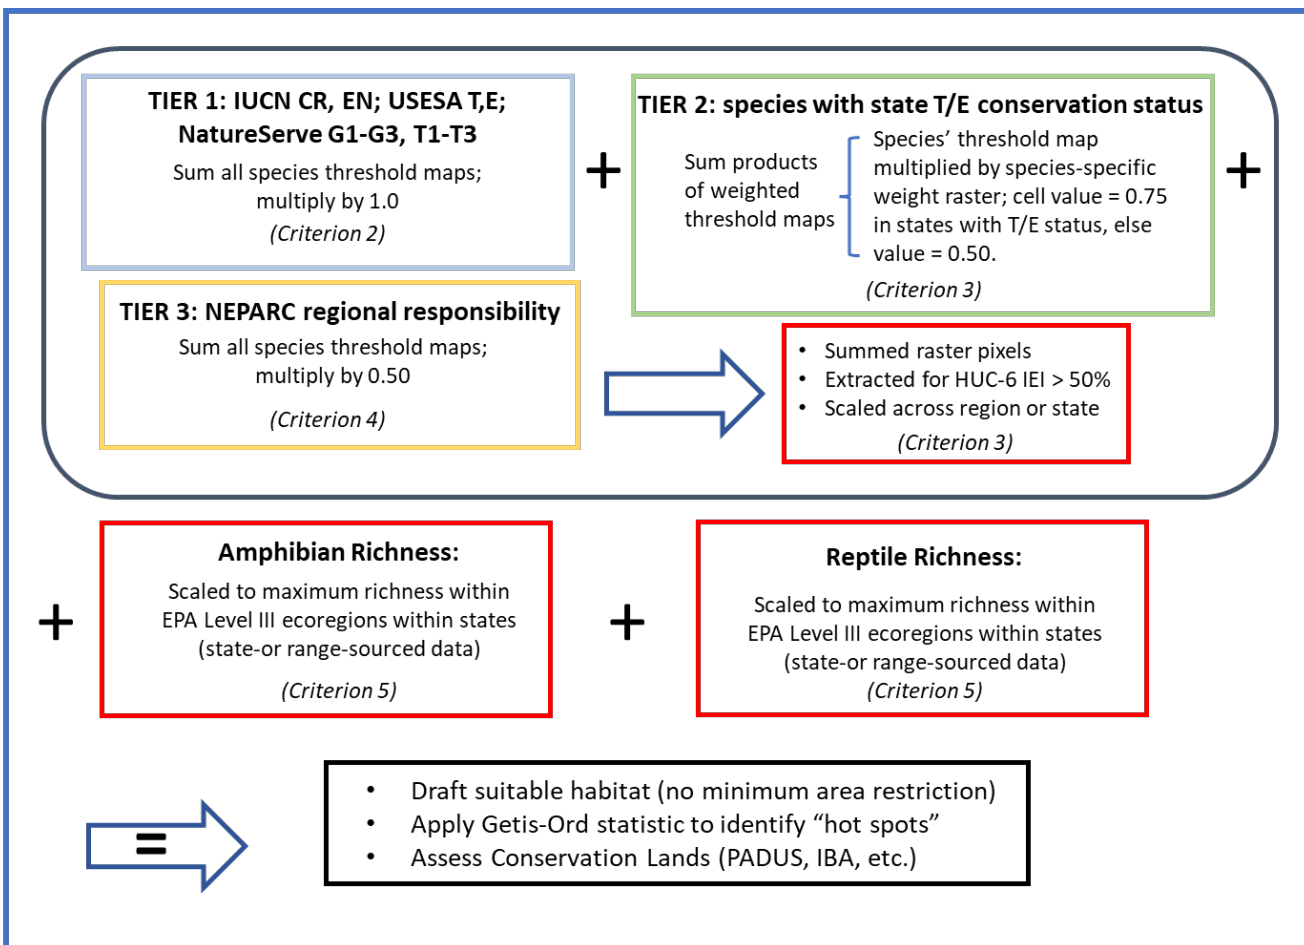 TIER 1: IUCN CR, EN; USESA T,E;
NatureServe G1-G3, T1-T3
Sum all species threshold maps;
multiply by 1.0
(Criterion 2)
+
TIER 2: species with state T/E conservation status
Sum products
of weighted
threshold maps
Species’ threshold map
multiplied by species-specific
weight raster; cell value = 0.75
in states with T/E status, else
value = 0.50.
(Criterion 3)
+
TIER 3: NEPARC regional responsibility
Sum all species threshold maps;
multiply by 0.50
(Criterion 4)
• Summed raster pixels
• Extracted for HUC-6 IEI > 50%
• Scaled across region or state
(Criterion 3)
+
Amphibian Richness:
Scaled to maximum richness within
EPA Level III ecoregions within states
(state-or range-sourced data)
(Criterion 5)
+
Reptile Richness:
Scaled to maximum richness within
EPA Level III ecoregions within states
(state-or range-sourced data)
(Criterion 5)
=
• Draft suitable habitat (no minimum area restriction)
• Apply Getis-Ord statistic to identify “hot spots”
• Assess Conservation Lands (PADUS, IBA, etc.)